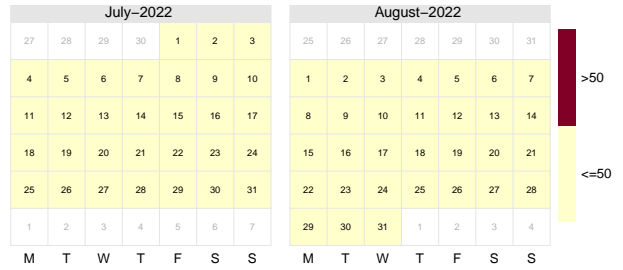 July−2022
27 28 29 30 1 2 3
4 5 6 7 8 9 10
11 12 13 14 15 16 17
18 19 20 21 22 23 24
25 26 27 28 29 30 31
1 2 3 4 5 6 7
M T W T F S S
August−2022
25 26 27 28 29 30 31
1 2 3 4 5 6 7
8 9 10 11 12 13 14
15 16 17 18 19 20 21
22 23 24 25 26 27 28
29 30 31 1 2 3 4
M T W T F S S
>50
<=50